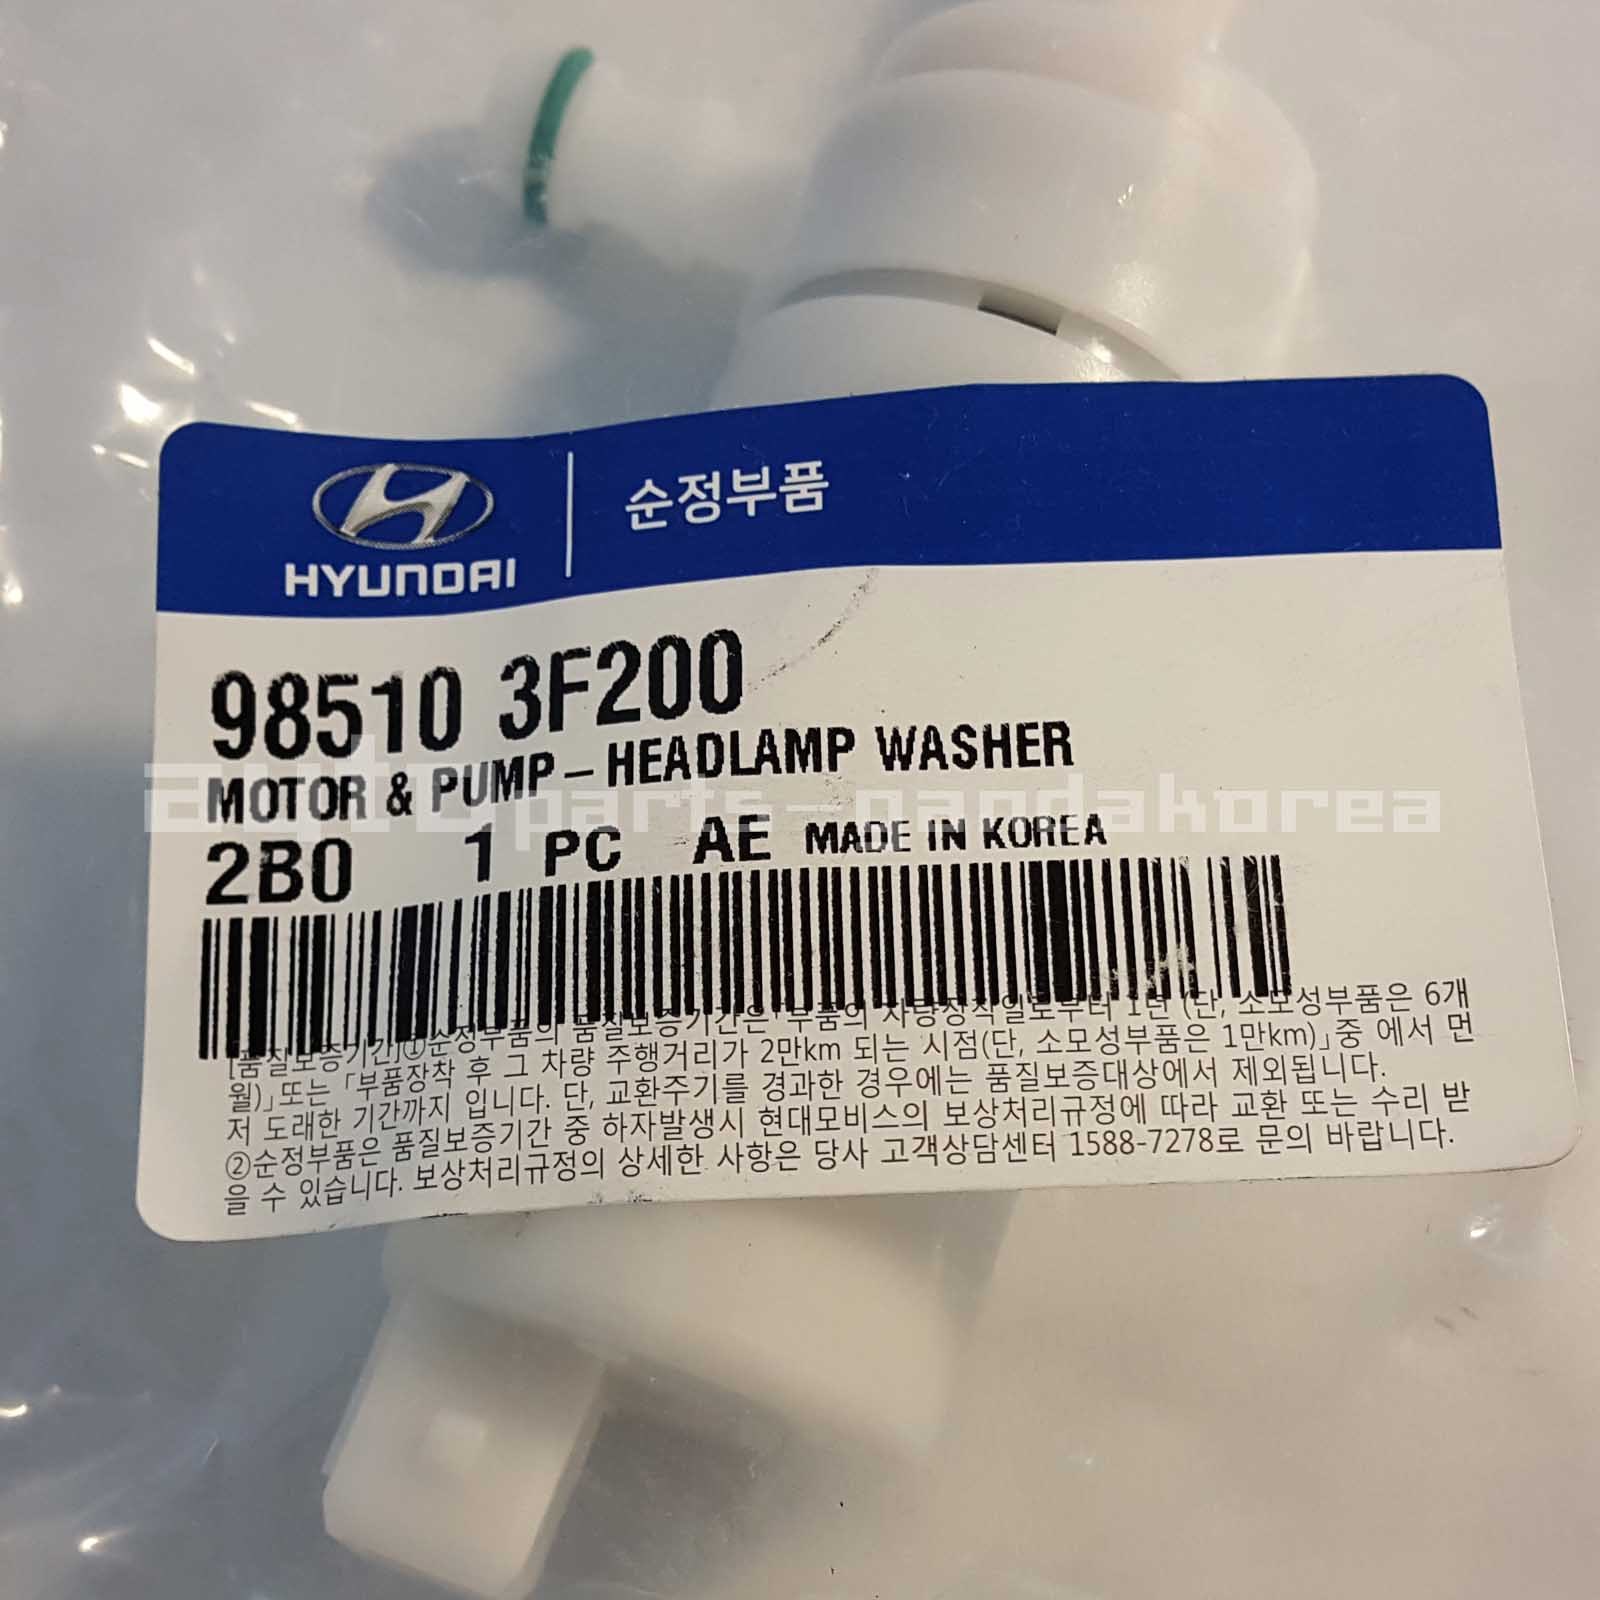 HYUNDAI
순정부품
98510 3F200
MOTOR & PUMP-HEADLAMP WASHER
auto parts-pandakorea
2B0 1 PC AE MADE IN KOREA
[품질보증기간]①순정부품의 품질보증기간은「부품의 차량장착일로부터 1년 (단, 소모성부품은 6개
월)」또는 「부품장착 후 그 차량 주행거리가 2만km 되는 시점(단, 소모성부품은 1만km)」중 에서 먼
저 도래한 기간까지 입니다. 단, 교환주기를 경과한 경우에는 품질보증대상에서 제외됩니다.
②순정부품은 품질보증기간 중 하자발생시 현대모비스의 보상처리규정에 따라 교환 또는 수리 받
을 수 있습니다. 보상처리규정의 상세한 사항은 당사 고객상담센터 1588-7278로 문의 바랍니다.